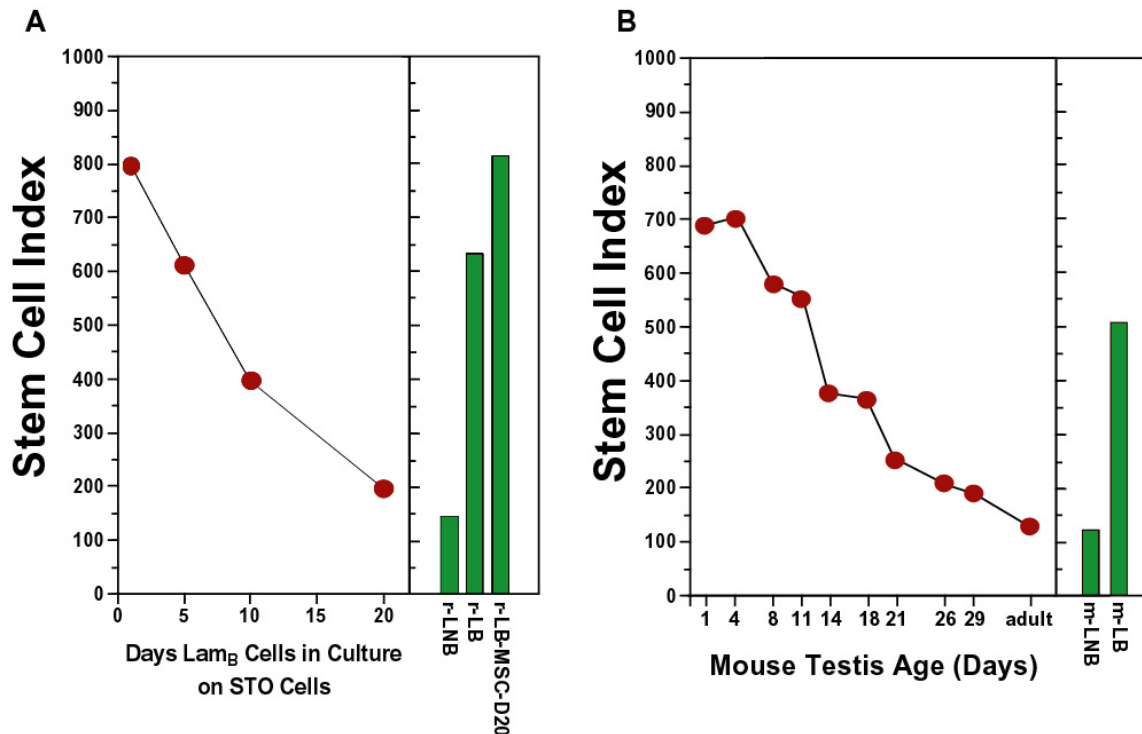 A
Stem Cell Index
1000
900
800
700
600
500
400
300
200
100
0
0 5 10 15 20
Days LamB Cells in Culture
on STO Cells
r-LNB
r-LB
r-LB-MSC-D20
B
Stem Cell Index
1000
900
800
700
600
500
400
300
200
100
0
1 4 8 11 14 18 21 26 29 adult
Mouse Testis Age (Days)
m-LNB
m-LB